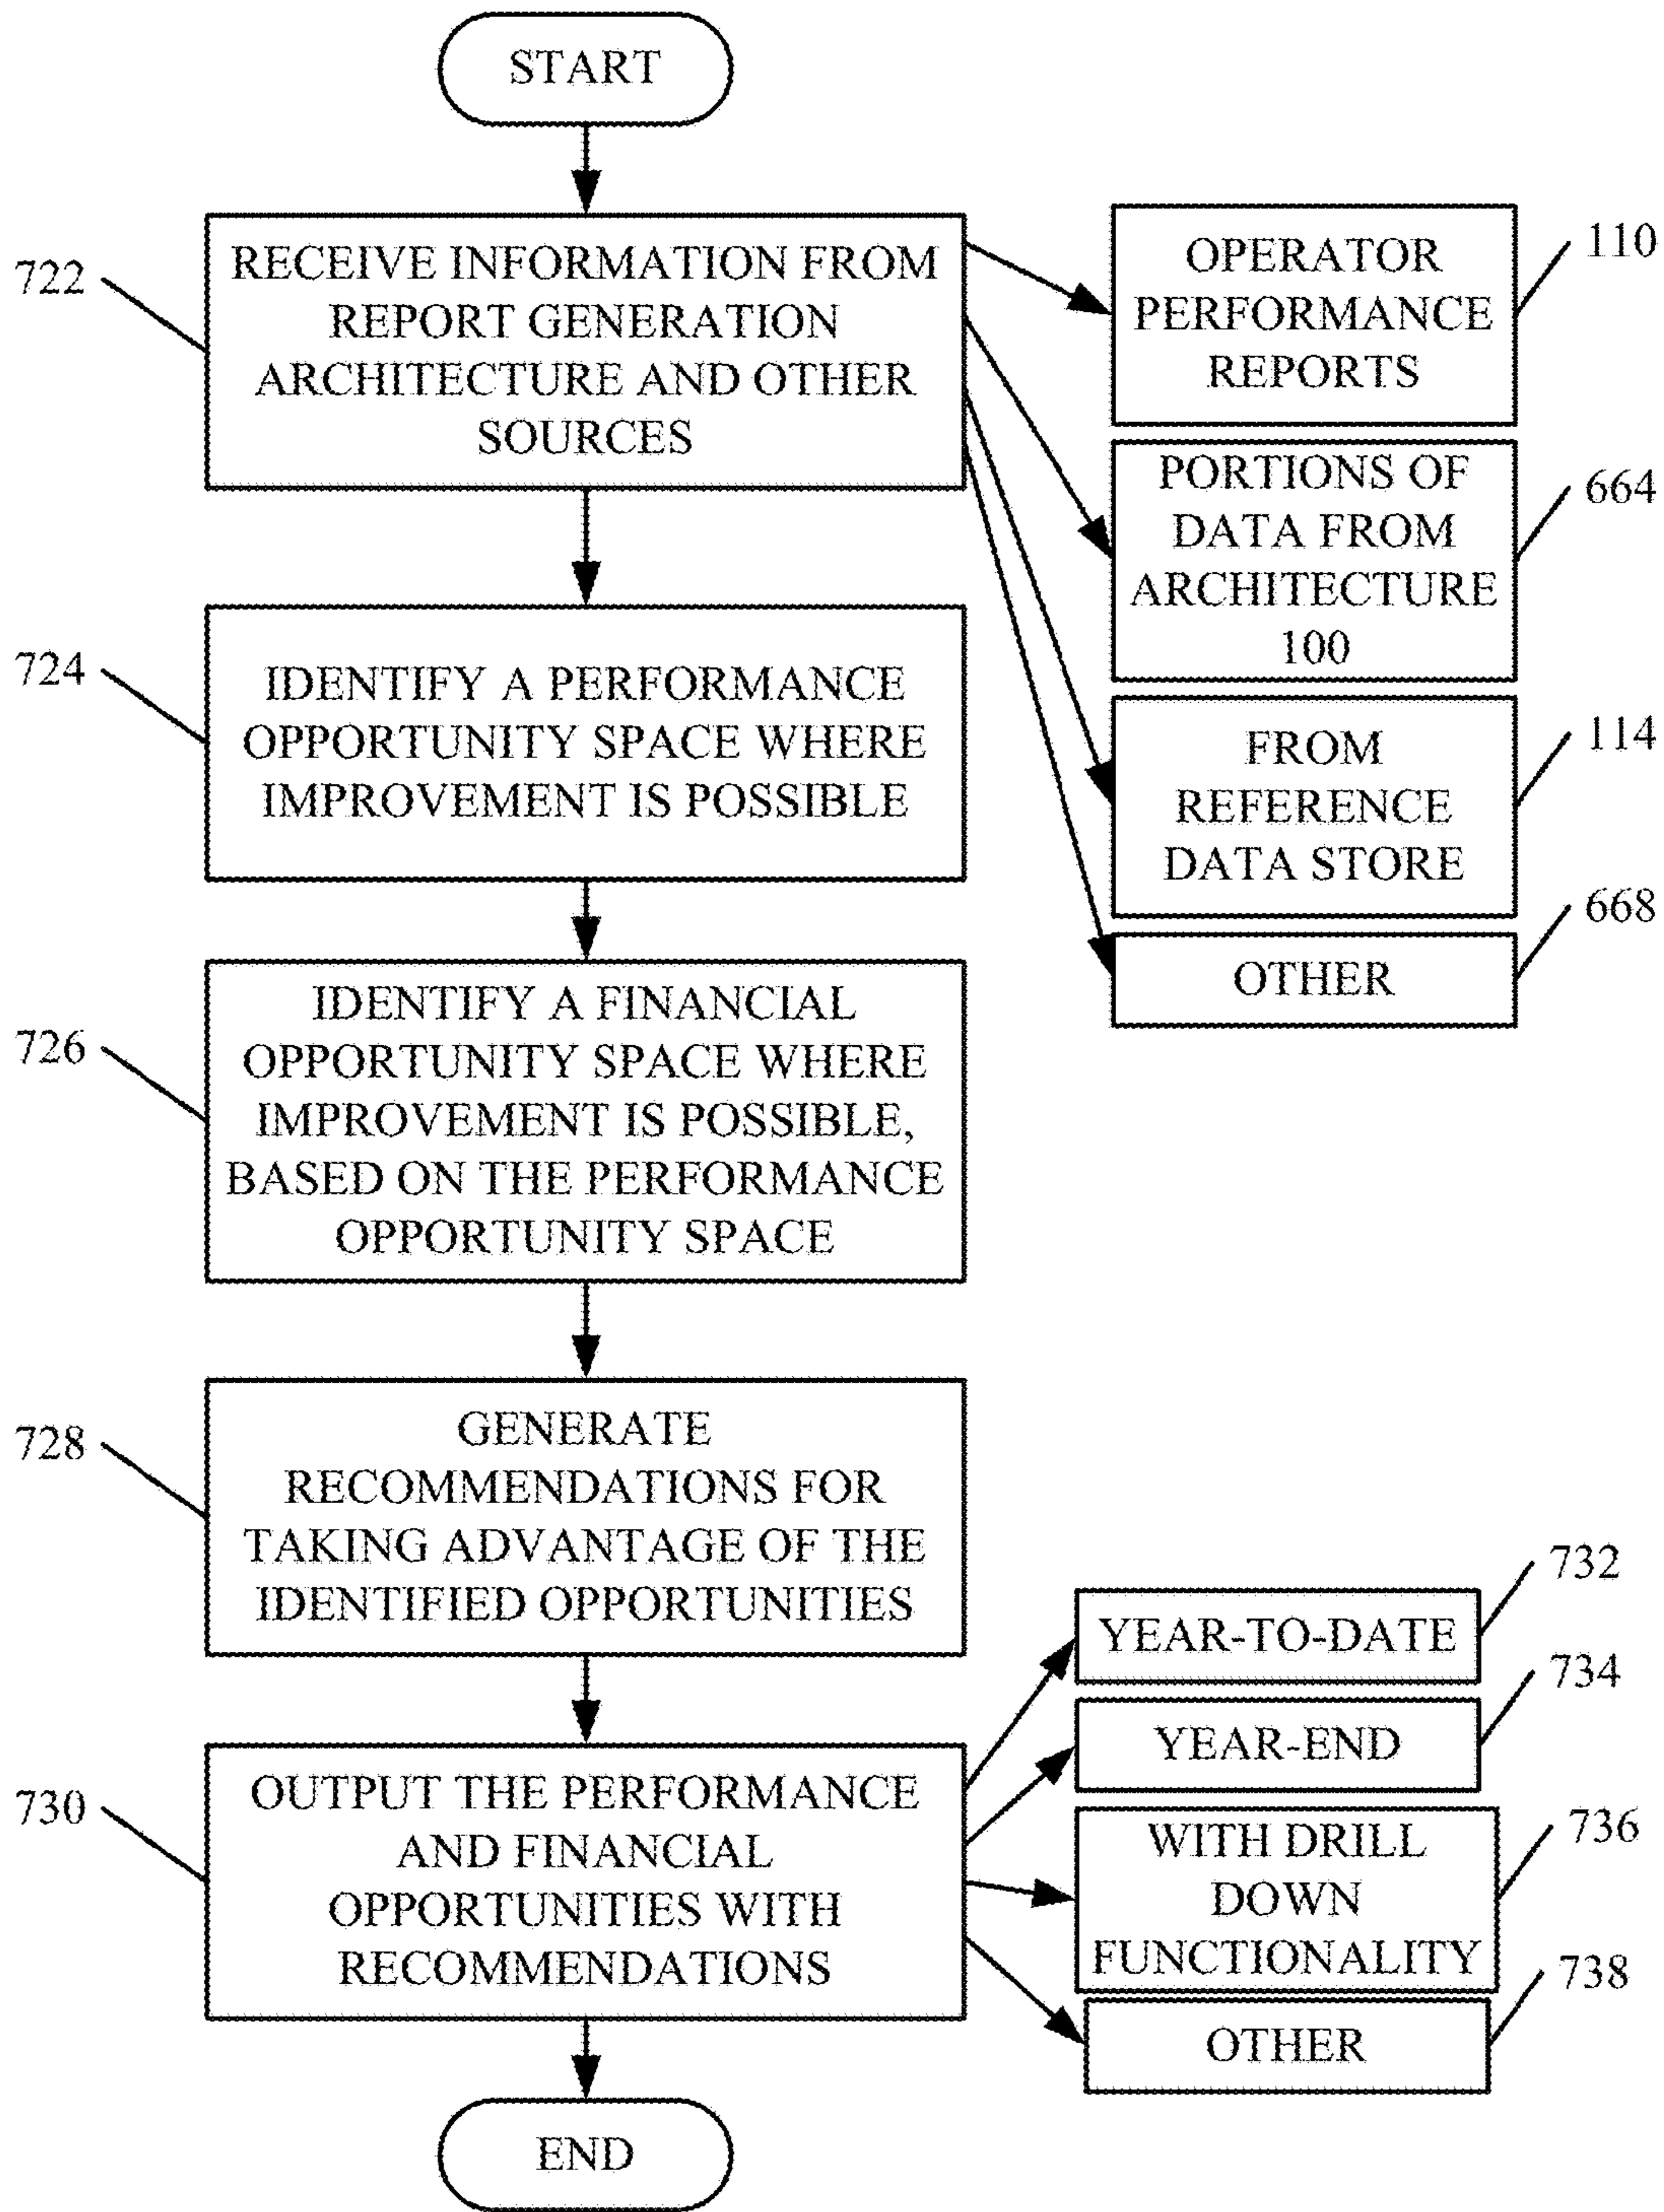 START
722
RECEIVE INFORMATION FROM
REPORT GENERATION
ARCHITECTURE AND OTHER
SOURCES
OPERATOR
PERFORMANCE
REPORTS
110
PORTIONS OF
DATA FROM
ARCHITECTURE
100
664
FROM
REFERENCE
DATA STORE
114
OTHER
668
724
IDENTIFY A PERFORMANCE
OPPORTUNITY SPACE WHERE
IMPROVEMENT IS POSSIBLE
726
IDENTIFY A FINANCIAL
OPPORTUNITY SPACE WHERE
IMPROVEMENT IS POSSIBLE,
BASED ON THE PERFORMANCE
OPPORTUNITY SPACE
728
GENERATE
RECOMMENDATIONS FOR
TAKING ADVANTAGE OF THE
IDENTIFIED OPPORTUNITIES
730
OUTPUT THE PERFORMANCE
AND FINANCIAL
OPPORTUNITIES WITH
RECOMMENDATIONS
YEAR-TO-DATE
732
YEAR-END
734
WITH DRILL
DOWN
FUNCTIONALITY
736
OTHER
738
END